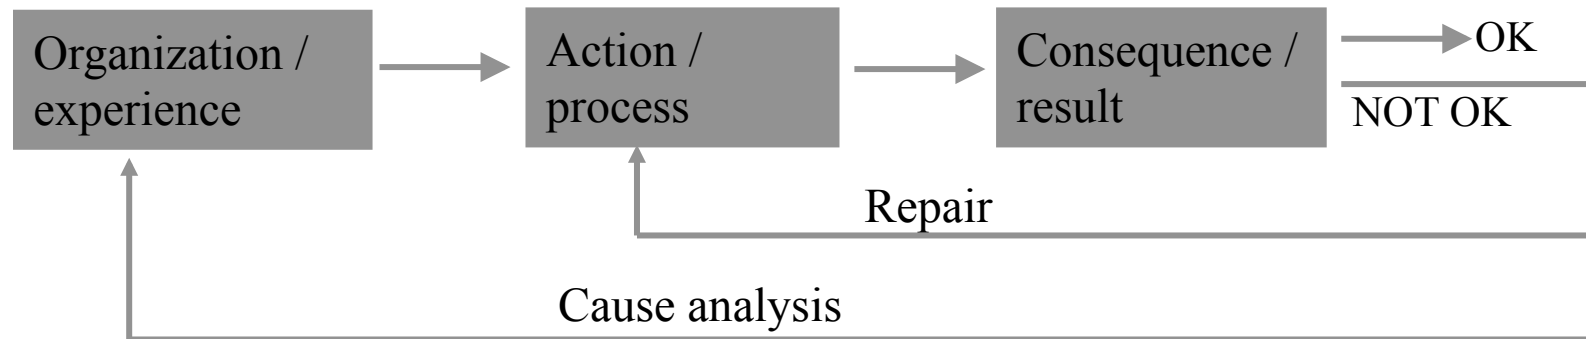 Organization /
experience
Action /
process
Consequence /
result
OK
NOT OK
Repair
Cause analysis